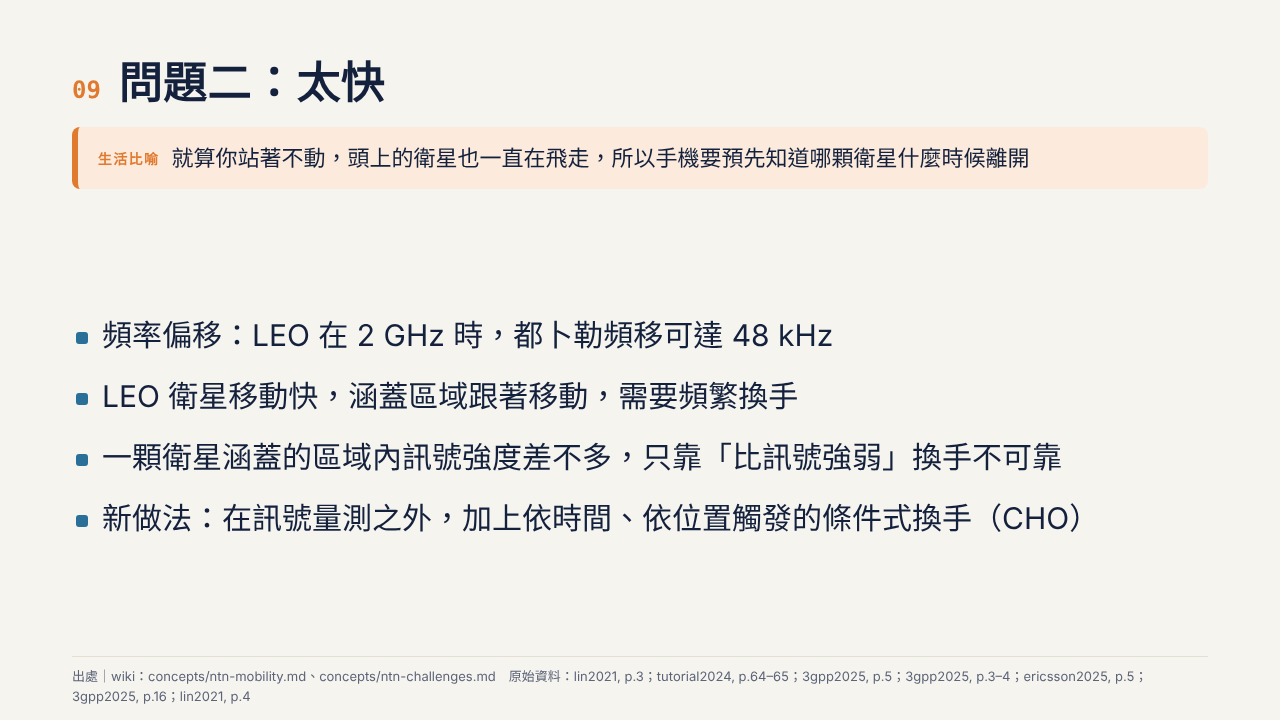 09 問題二：太快
生活比喻 就算你站著不動，頭上的衛星也一直在飛走，所以手機要預先知道哪顆衛星什麼時候離開
頻率偏移：LEO 在 2 GHz 時，都卜勒頻移可達 48 kHz
LEO 衛星移動快，涵蓋區域跟著移動，需要頻繁換手
一顆衛星涵蓋的區域內訊號強度差不多，只靠「比訊號強弱」換手不可靠
新做法：在訊號量測之外，加上依時間、依位置觸發的條件式換手（CHO）
出處｜wiki：concepts/ntn-mobility.md、concepts/ntn-challenges.md　原始資料：lin2021, p.3；tutorial2024, p.64–65；3gpp2025, p.5；3gpp2025, p.3–4；ericsson2025, p.5；
3gpp2025, p.16；lin2021, p.4